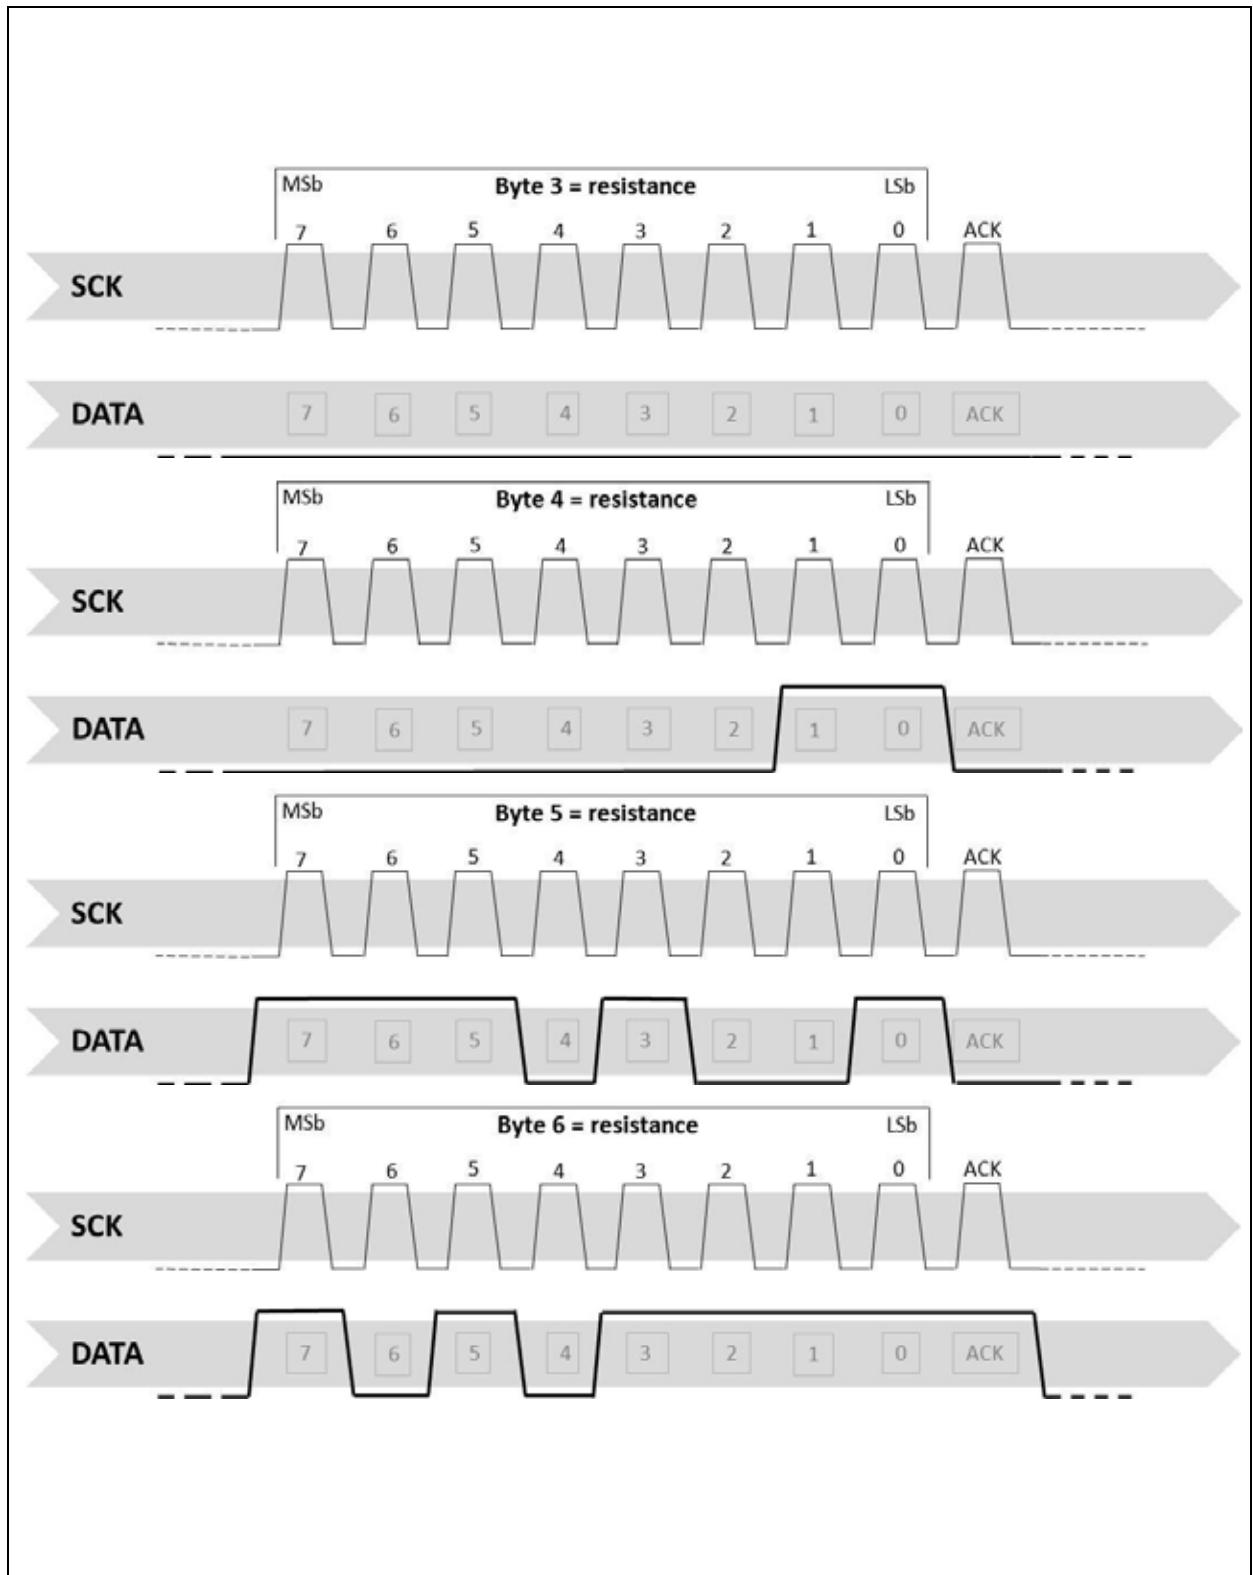 MSb Byte 3 = resistance LSb
7 6 5 4 3 2 1 0 ACK
SCK
DATA 7 6 5 4 3 2 1 0 ACK
MSb Byte 4 = resistance LSb
7 6 5 4 3 2 1 0 ACK
SCK
DATA 7 6 5 4 3 2 1 0 ACK
MSb Byte 5 = resistance LSb
7 6 5 4 3 2 1 0 ACK
SCK
DATA 7 6 5 4 3 2 1 0 ACK
MSb Byte 6 = resistance LSb
7 6 5 4 3 2 1 0 ACK
SCK
DATA 7 6 5 4 3 2 1 0 ACK